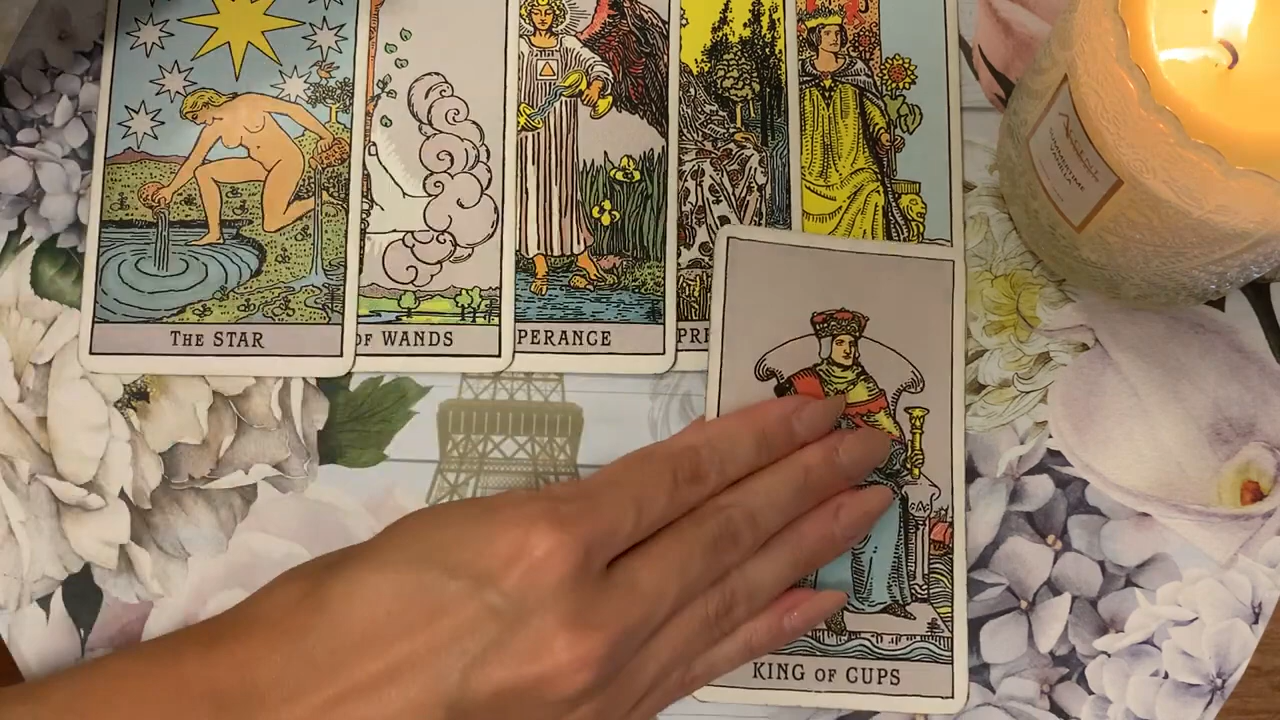 THE STAR
OF WANDS
PERANCE
PRE
KING OF CUPS